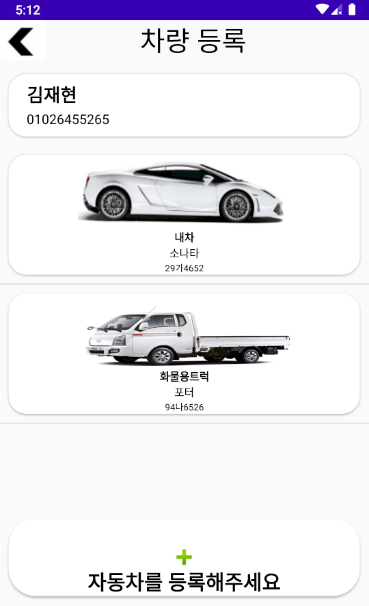 5:12
차량 등록
김재현
01026455265
내차
소나타
29가4652
화물용트럭
포터
94나6526
자동차를 등록해주세요